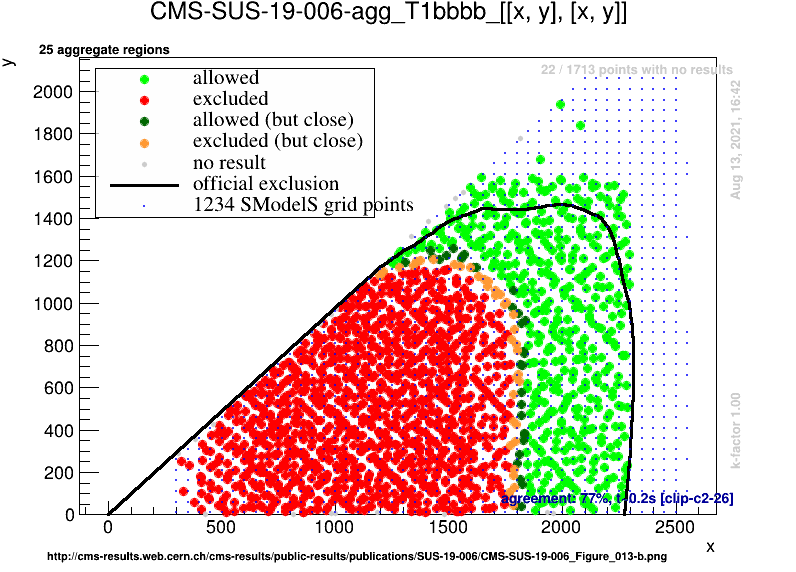 CMS-SUS-19-006-agg_T1bbbb_[[x, y], [x, y]]
25 aggregate regions
y
22 / 1713 points with no results
allowed
excluded
allowed (but close)
excluded (but close)
no result
official exclusion
1234 SModelS grid points
Aug 13, 2021, 16:42
k-factor 1.00
2000
1800
1600
1400
1200
1000
800
600
400
200
0
agreement: 77%, t~0.2s [clip-c2-26]
0
500
1000
1500
2000
2500
x
http://cms-results.web.cern.ch/cms-results/public-results/publications/SUS-19-006/CMS-SUS-19-006_Figure_013-b.png